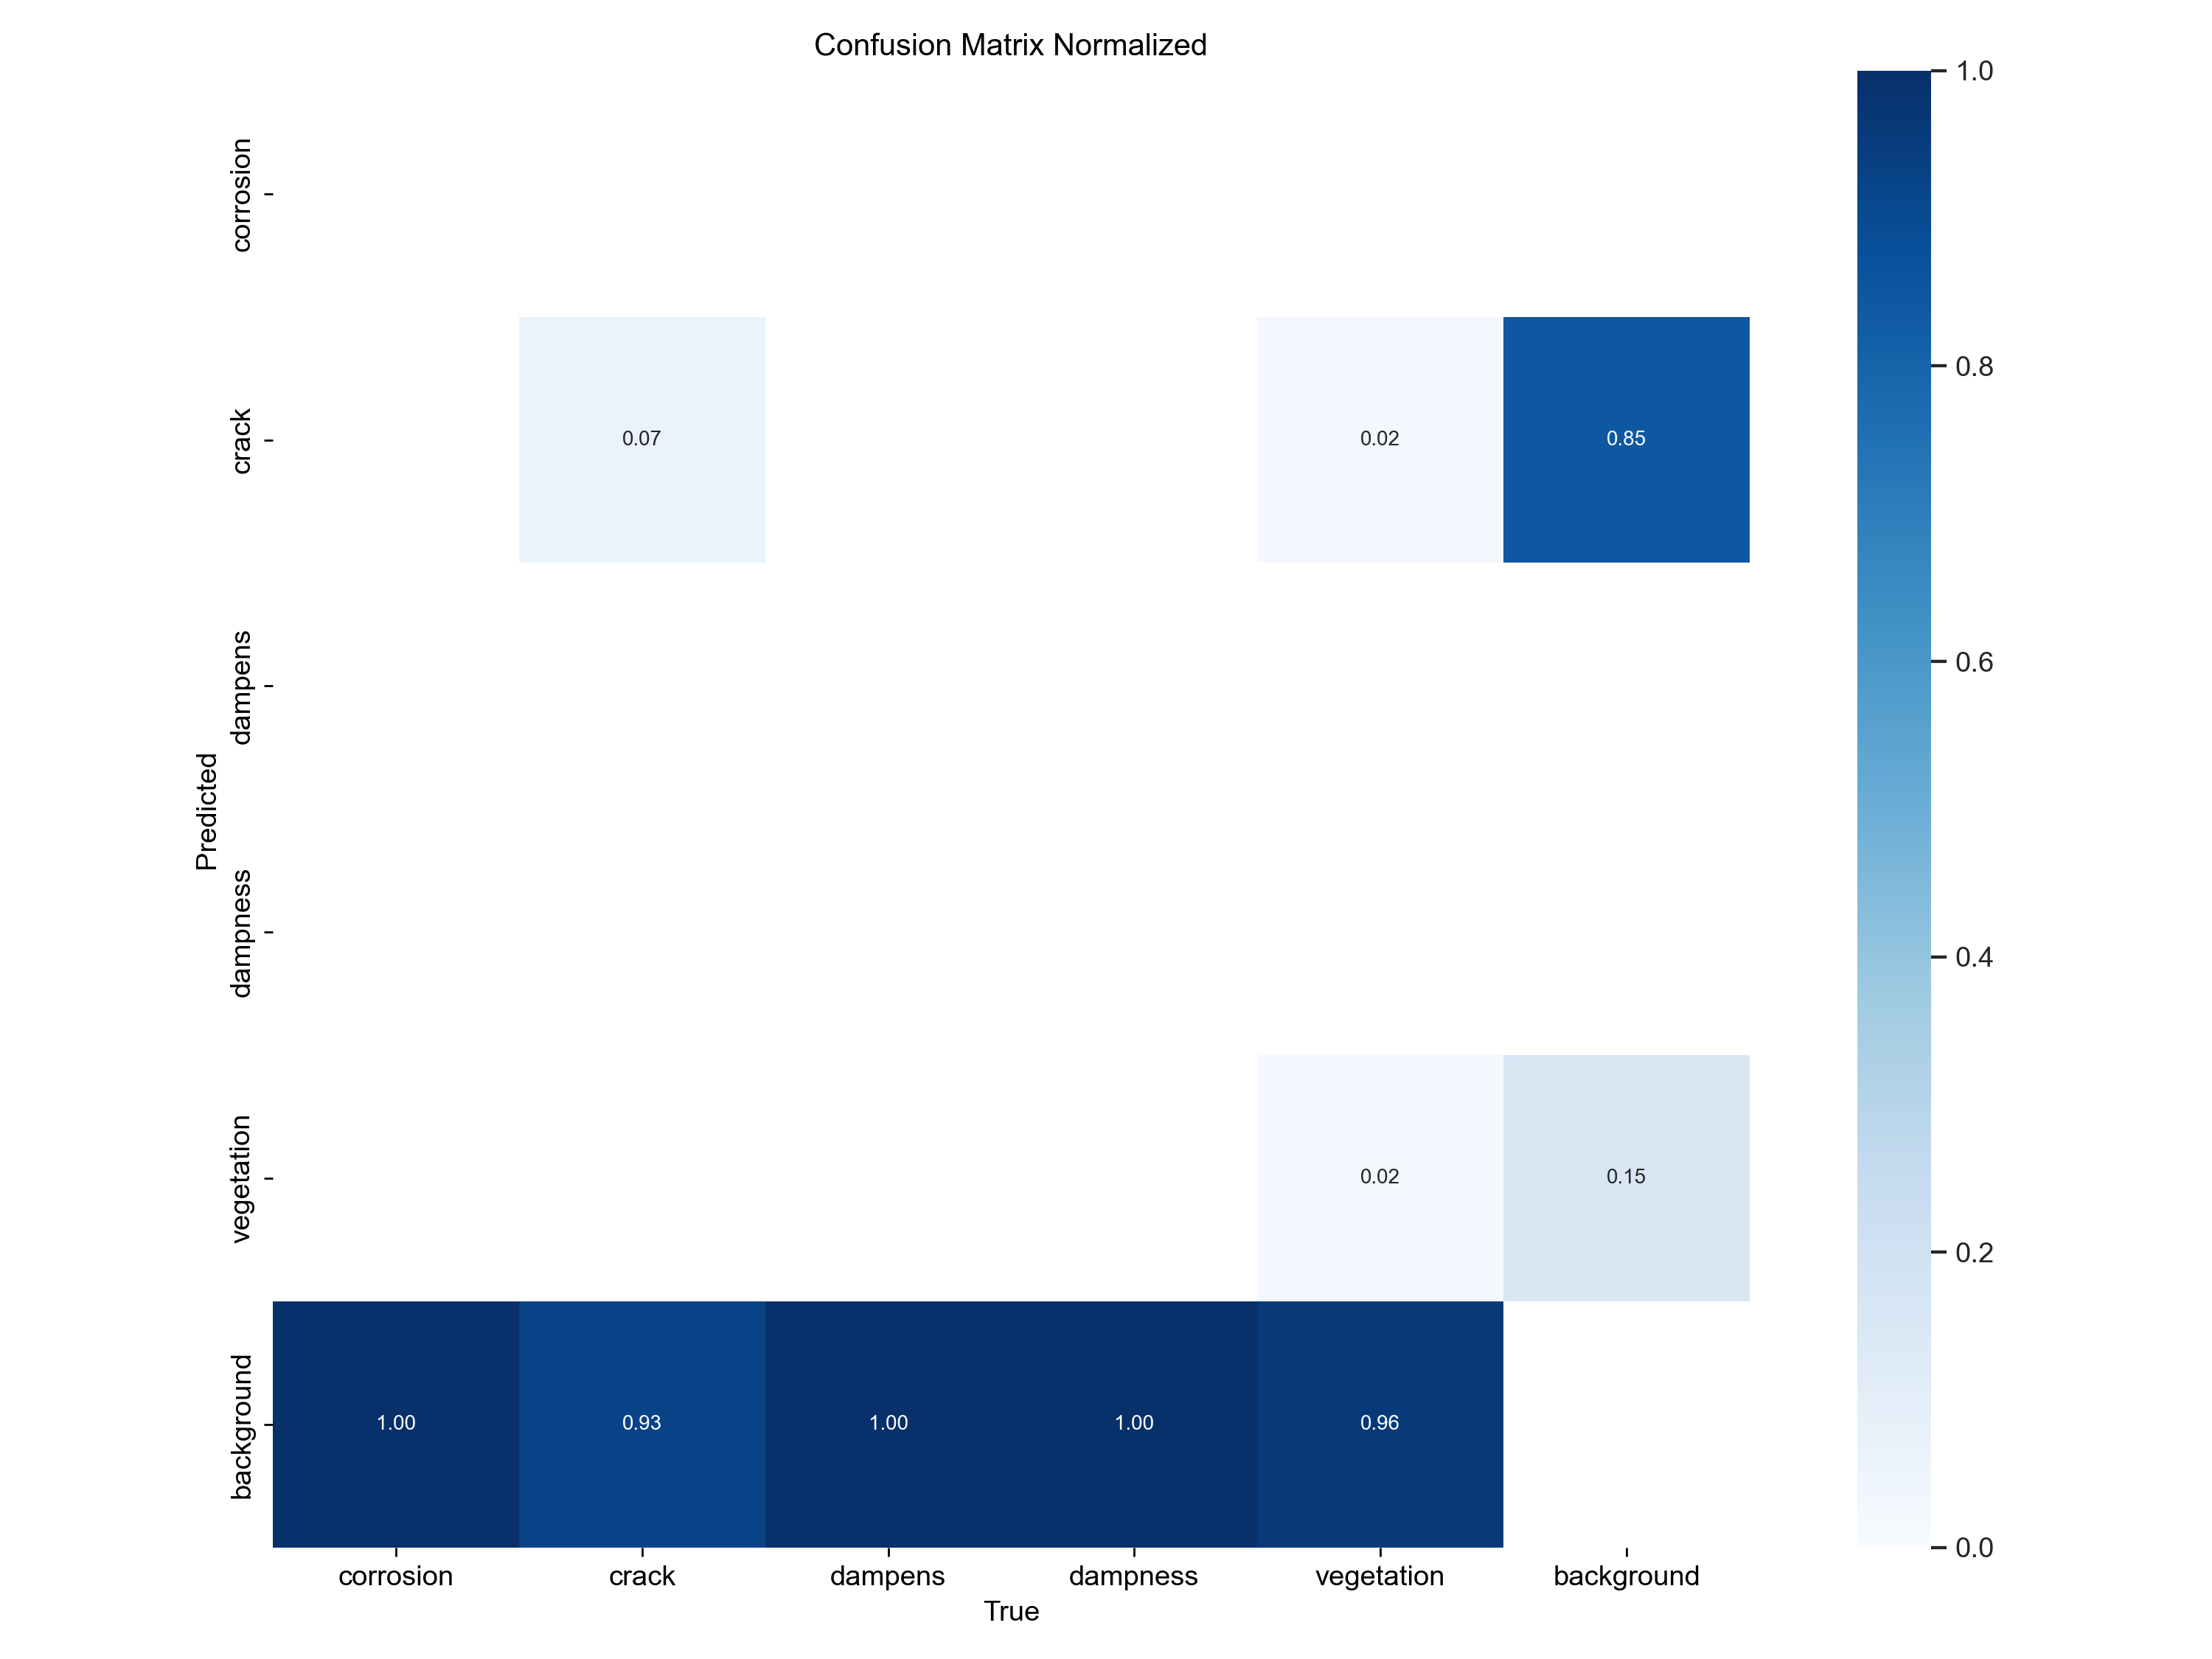 Confusion Matrix Normalized
corrosion
crack
dampens
dampness
vegetation
background
Predicted
0.07 0.02 0.85
0.02 0.15
1.00 0.93 1.00 1.00 0.96
corrosion crack dampens dampness vegetation background
True
1.0
0.8
0.6
0.4
0.2
0.0